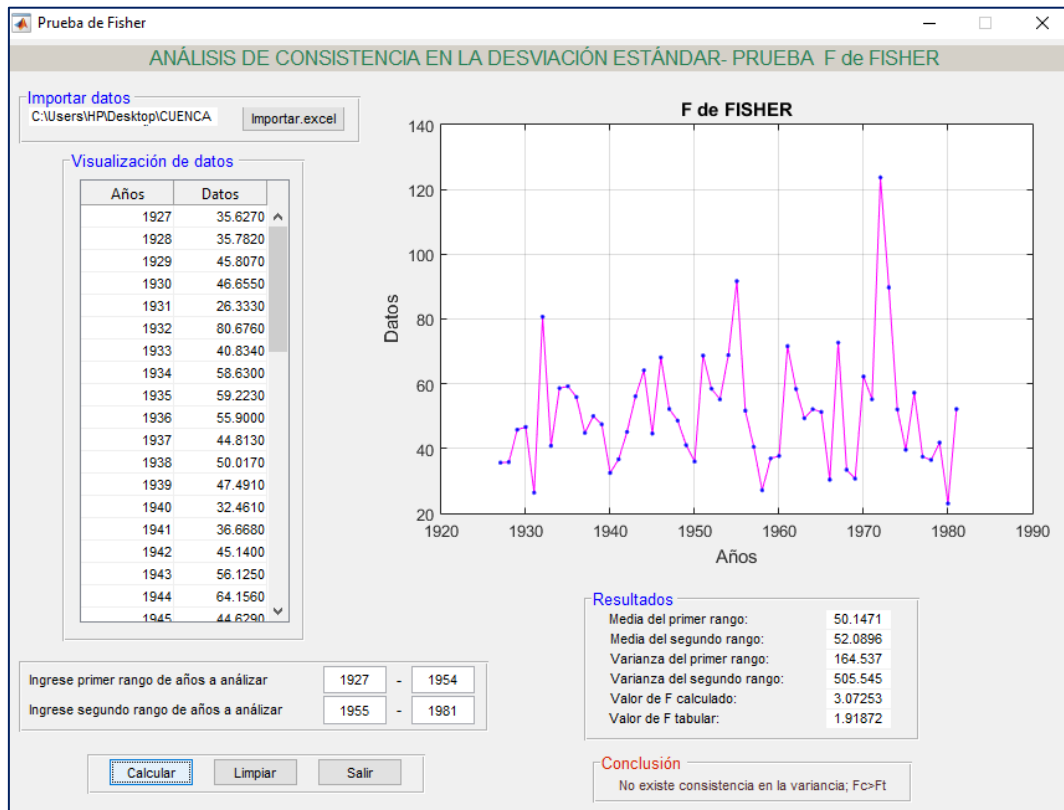 Prueba de Fisher
ANÁLISIS DE CONSISTENCIA EN LA DESVIACIÓN ESTÁNDAR- PRUEBA F de FISHER
Importar datos
C:\Users\HP\Desktop\CUENCA
Importar.excel
Visualización de datos
Años Datos
1927 35.6270
1928 35.7820
1929 45.8070
1930 46.6550
1931 26.3330
1932 80.6760
1933 40.8340
1934 58.6300
1935 59.2230
1936 55.9000
1937 44.8130
1938 50.0170
1939 47.4910
1940 32.4610
1941 36.6680
1942 45.1400
1943 56.1250
1944 64.1560
1945 44.6290
F de FISHER
140
120
100
80
60
40
20
Datos
1920 1930 1940 1950 1960 1970 1980 1990
Años
Ingrese primer rango de años a análizar 1927 - 1954
Ingrese segundo rango de años a análizar 1955 - 1981
Calcular Limpiar Salir
Resultados
Media del primer rango: 50.1471
Media del segundo rango: 52.0896
Varianza del primer rango: 164.537
Varianza del segundo rango: 505.545
Valor de F calculado: 3.07253
Valor de F tabular: 1.91872
Conclusión
No existe consistencia en la variancia; Fc>Ft